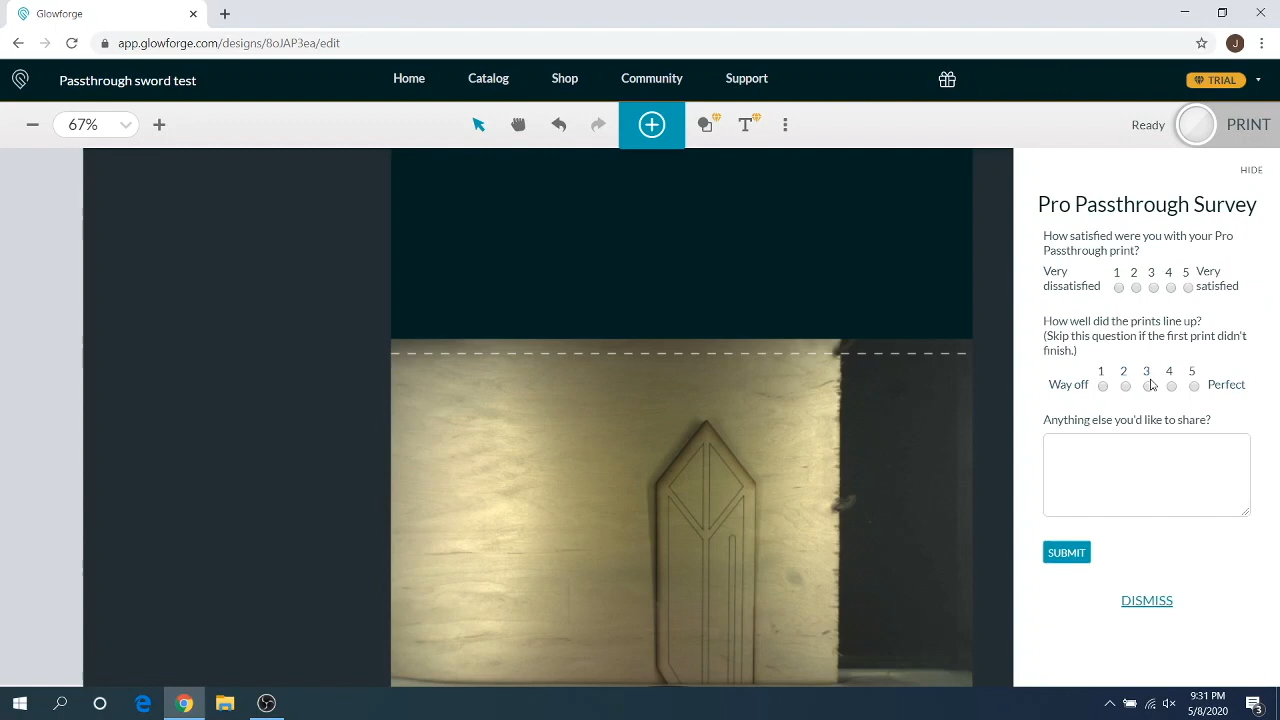 Glowforge
app.glowforge.com/designs/8oJAP3ea/edit
J
Passthrough sword test
Home
Catalog
Shop
Community
Support
TRIAL
67%
T
Ready
PRINT
HIDE
Pro Passthrough Survey
How satisfied were you with your Pro
Passthrough print?
Very
dissatisfied
1 2 3 4 5
Very
satisfied
How well did the prints line up?
(Skip this question if the first print didn't
finish.)
1 2 3 4 5
Way off
Perfect
Anything else you'd like to share?
SUBMIT
DISMISS
9:31 PM
5/8/2020
3